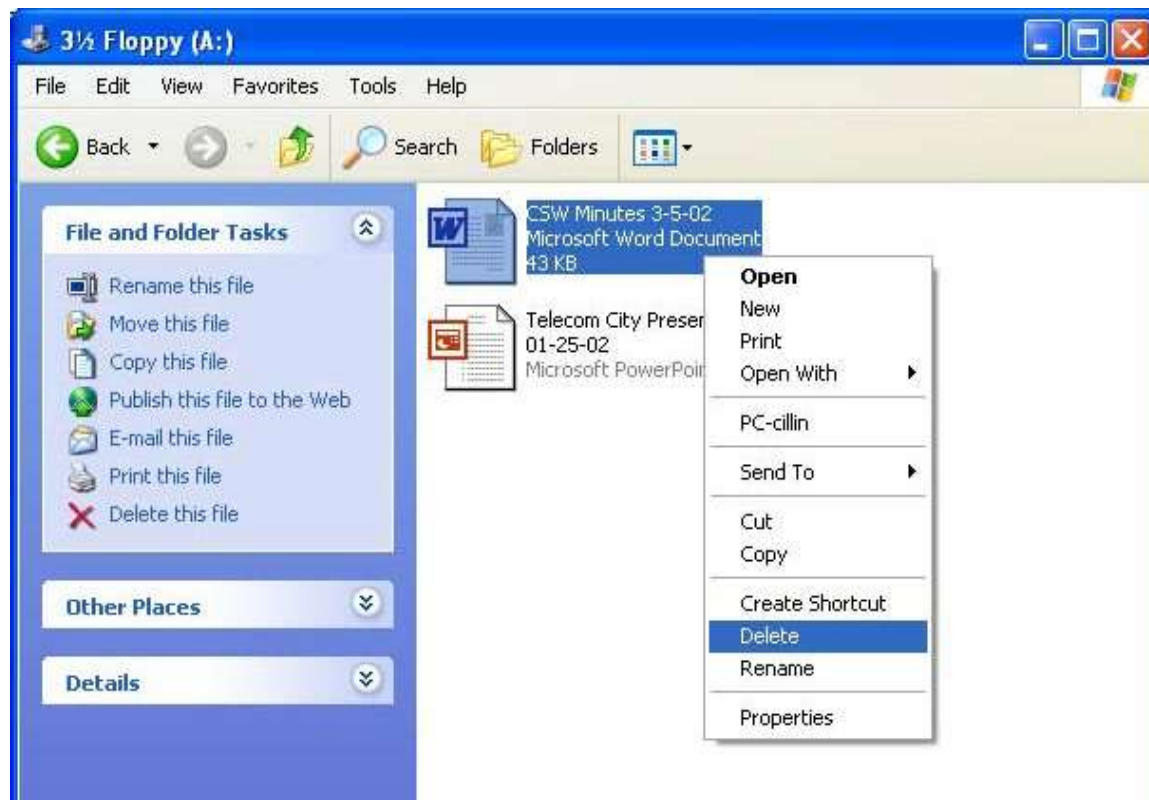 3½ Floppy (A:)
File Edit View Favorites Tools Help
Back Search Folders
File and Folder Tasks
Rename this file
Move this file
Copy this file
Publish this file to the Web
E-mail this file
Print this file
Delete this file
Other Places
Details
CSW Minutes 3-5-02
Microsoft Word Document
43 KB
Telecom City
01-25-02
Microsoft
Open
New
Print
Open With
PC-cillin
Send To
Cut
Copy
Create Shortcut
Delete
Rename
Properties